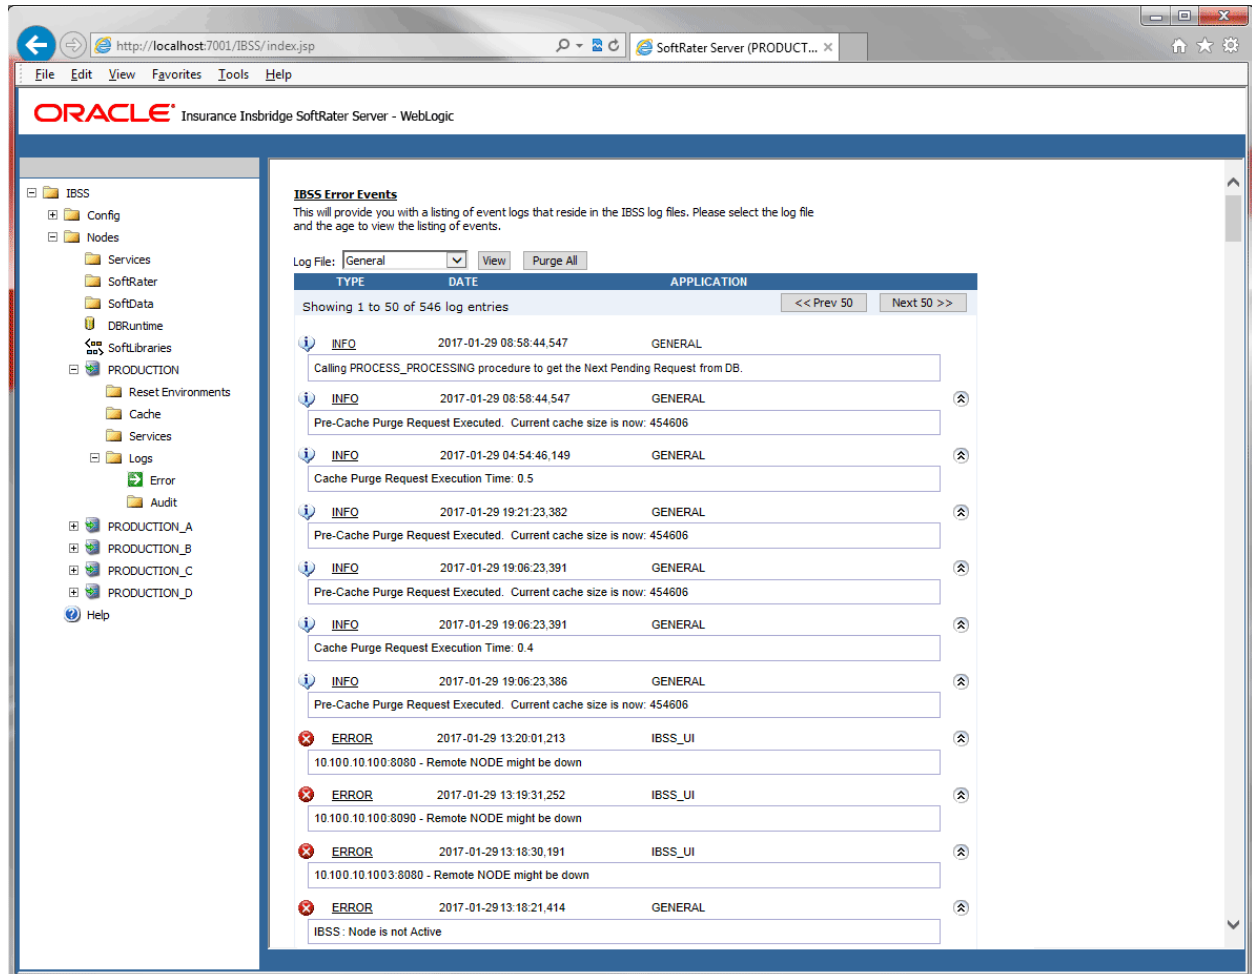 http://localhost:7001/IBSS/index.jsp
SoftRater Server (PRODUCT...
File Edit View Favorites Tools Help
ORACLE Insurance Insbridge SoftRater Server - WebLogic
IBSS
Config
Nodes
Services
SoftRater
SoftData
DBRuntime
SoftLibraries
PRODUCTION
Reset Environments
Cache
Services
Logs
Error
Audit
PRODUCTION_A
PRODUCTION_B
PRODUCTION_C
PRODUCTION_D
Help
IBSS Error Events
This will provide you with a listing of event logs that reside in the IBSS log files. Please select the log file
and the age to view the listing of events.
Log File: General View Purge All
TYPE DATE APPLICATION
Showing 1 to 50 of 546 log entries << Prev 50 Next 50 >>
INFO 2017-01-29 08:58:44,547 GENERAL
Calling PROCESS_PROCESSING procedure to get the Next Pending Request from DB.
INFO 2017-01-29 08:58:44,547 GENERAL
Pre-Cache Purge Request Executed. Current cache size is now: 454606
INFO 2017-01-29 04:54:46,149 GENERAL
Cache Purge Request Execution Time: 0.5
INFO 2017-01-29 19:21:23,382 GENERAL
Pre-Cache Purge Request Executed. Current cache size is now: 454606
INFO 2017-01-29 19:06:23,391 GENERAL
Pre-Cache Purge Request Executed. Current cache size is now: 454606
INFO 2017-01-29 19:06:23,391 GENERAL
Cache Purge Request Execution Time: 0.4
INFO 2017-01-29 19:06:23,386 GENERAL
Pre-Cache Purge Request Executed. Current cache size is now: 454606
ERROR 2017-01-29 13:20:01,213 IBSS_UI
10.100.10.100:8080 - Remote NODE might be down
ERROR 2017-01-29 13:19:31,252 IBSS_UI
10.100.10.100:8090 - Remote NODE might be down
ERROR 2017-01-29 13:18:30,191 IBSS_UI
10.100.10.1003:8080 - Remote NODE might be down
ERROR 2017-01-29 13:18:21,414 GENERAL
IBSS : Node is not Active